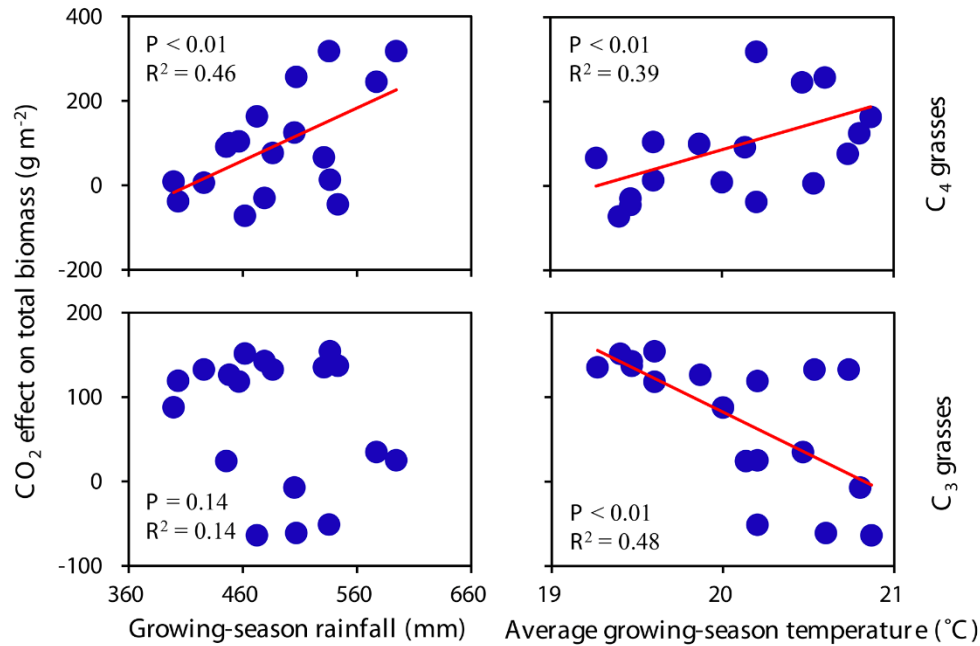 CO₂ effect on total biomass (g m⁻²)
400
200
0
-200
P < 0.01
R² = 0.46
P < 0.01
R² = 0.39
C₄ grasses
200
100
0
-100
P = 0.14
R² = 0.14
P < 0.01
R² = 0.48
C₃ grasses
360
460
560
660
19
20
21
Growing-season rainfall (mm)
Average growing-season temperature (˚C)